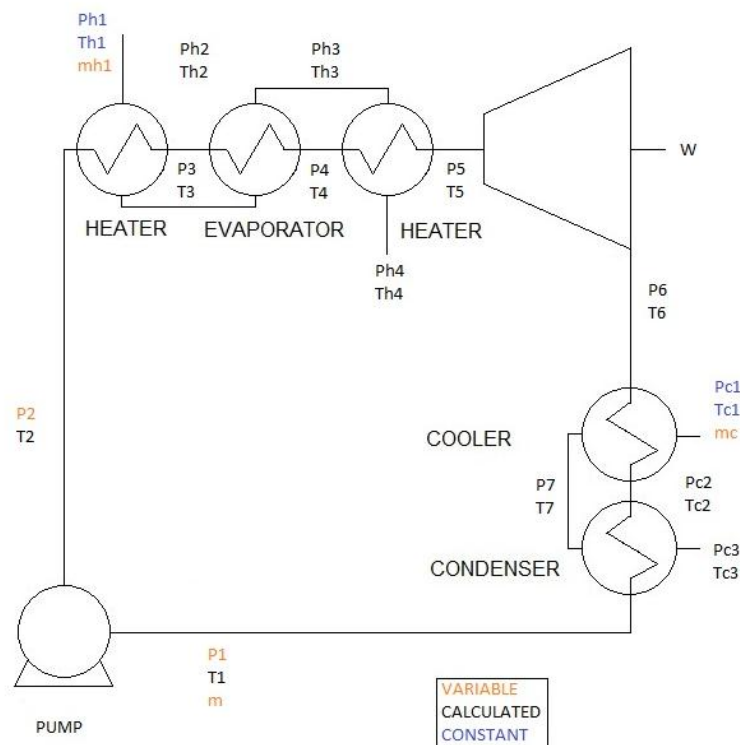 Ph1
Th1
mh1
Ph2
Th2
Ph3
Th3
P3
T3
P4
T4
P5
T5
W
HEATER
EVAPORATOR
HEATER
Ph4
Th4
P6
T6
Pc1
Tc1
mc
P2
T2
COOLER
P7
T7
Pc2
Tc2
CONDENSER
Pc3
Tc3
P1
T1
m
PUMP
VARIABLE
CALCULATED
CONSTANT